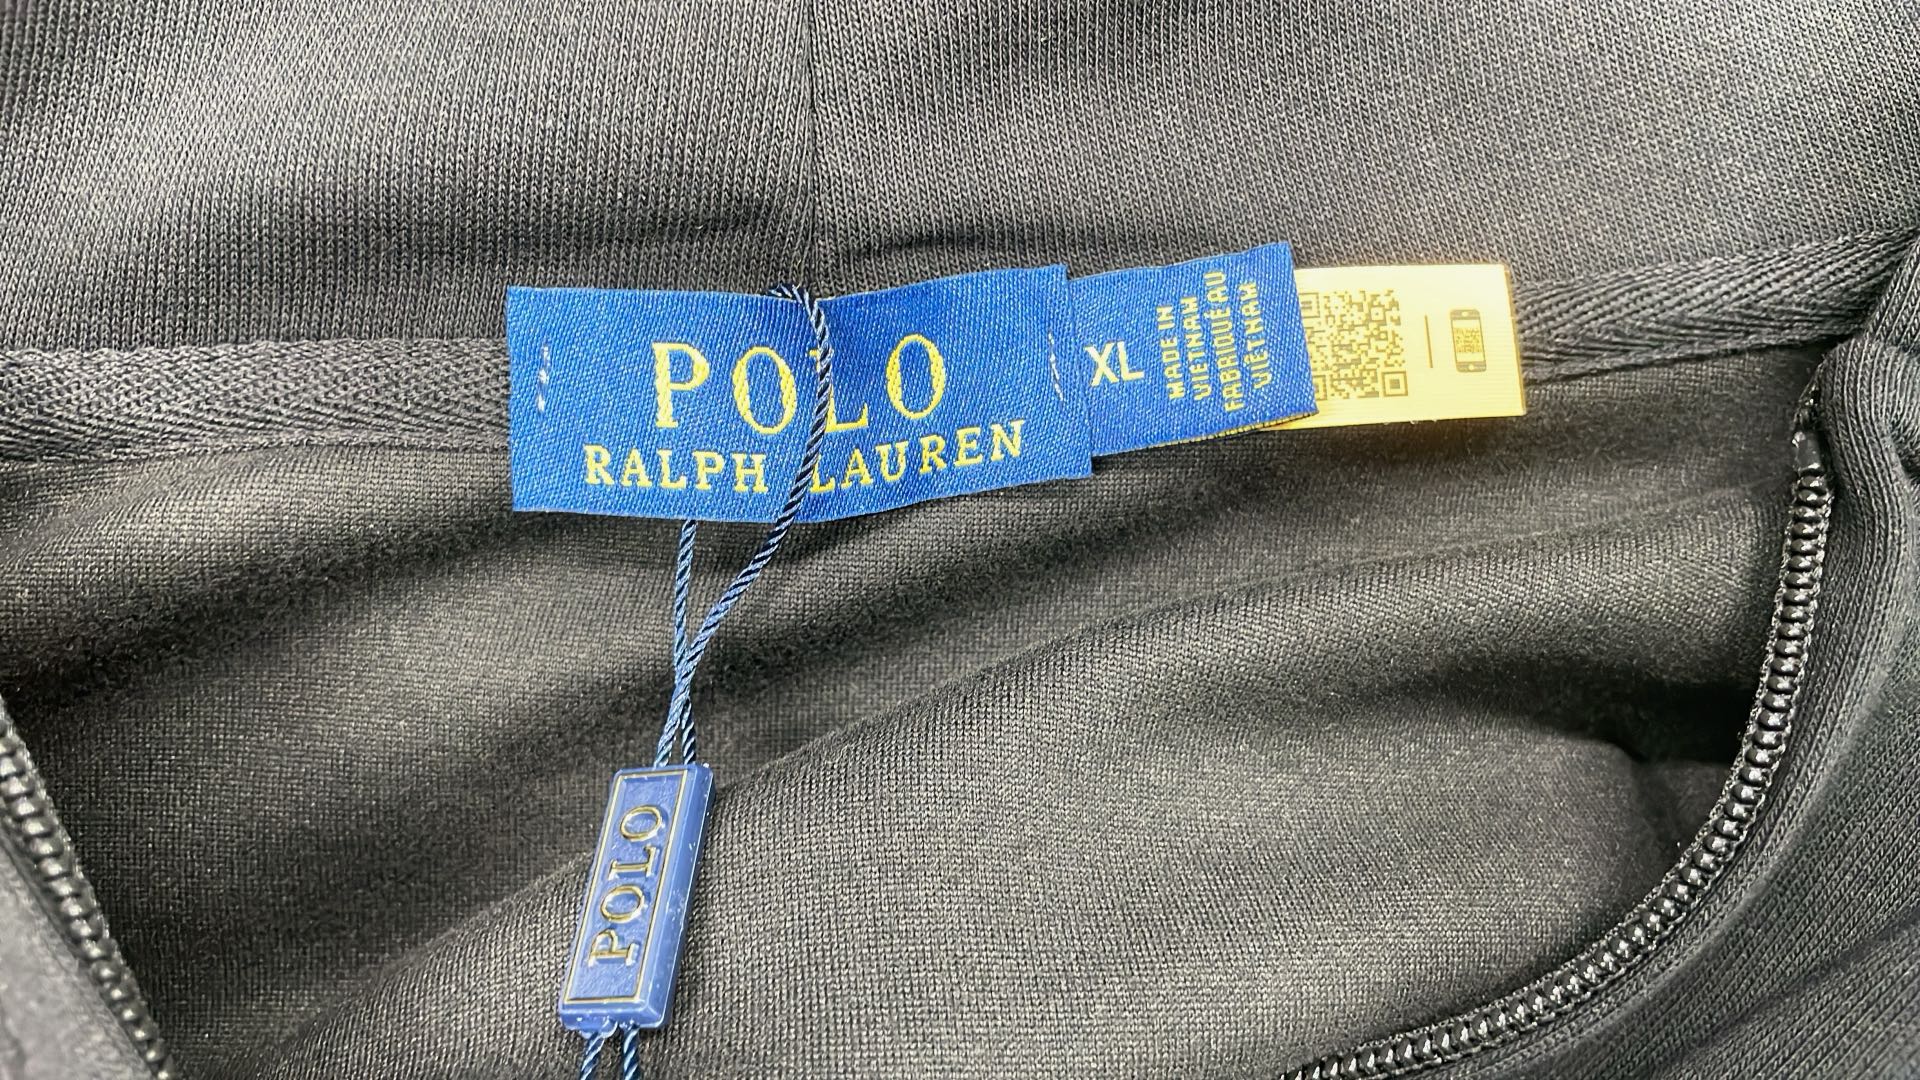 POLO
RALPH LAUREN
XL
MADE IN
VIETNAM
FABRIQUÉ AU
VIETNAM
POLO